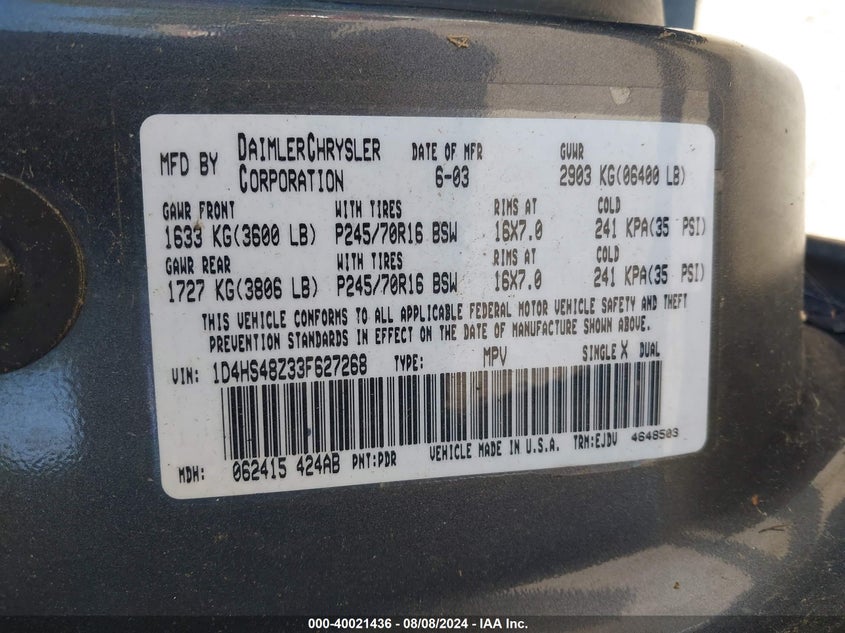 MFD BY DAIMLERCHRYSLER CORPORATION DATE OF MFR 6-03 GVWR 2903 KG(06400 LB)
GAWR FRONT WITH TIRES RIMS AT COLD
1633 KG(3600 LB) P245/70R16 BSW 16X7.0 241 KPA(35 PSI)
GAWR REAR WITH TIRES RIMS AT COLD
1727 KG(3806 LB) P245/70R16 BSW 16X7.0 241 KPA(35 PSI)
THIS VEHICLE CONFORMS TO ALL APPLICABLE FEDERAL MOTOR VEHICLE SAFETY AND THEFT
PREVENTION STANDARDS IN EFFECT ON THE DATE OF MANUFACTURE SHOWN ABOVE.
VIN: 1D4HS48Z33F627268 TYPE: MPV SINGLE X DUAL
MDH: 062415 424AB PNT:PDR VEHICLE MADE IN U.S.A. TRM:EJDV 4648503
000-40021436 - 08/08/2024 - IAA Inc.